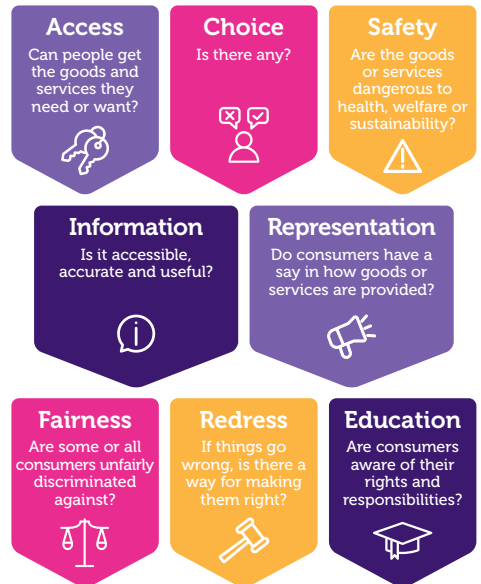 Access
Can people get
the goods and
services they
need or want?
Choice
Is there any?
Safety
Are the goods
or services
dangerous to
health, welfare or
sustainability?
Information
Is it accessible,
accurate and useful?
Representation
Do consumers have a
say in how goods or
services are provided?
Fairness
Are some or all
consumers unfairly
discriminated
against?
Redress
If things go
wrong, is there a
way for making
them right?
Education
Are consumers
aware of their
rights and
responsibilities?